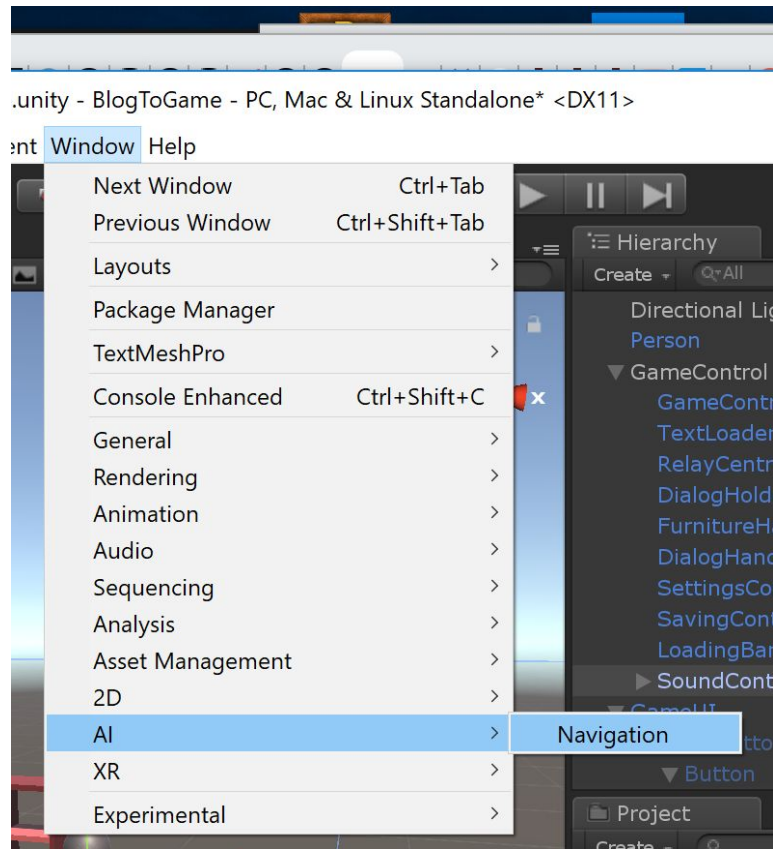 .unity - BlogToGame - PC, Mac & Linux Standalone* <DX11>
Window Help
Next Window Ctrl+Tab
Previous Window Ctrl+Shift+Tab
Layouts
Package Manager
TextMeshPro
Console Enhanced Ctrl+Shift+C
General
Rendering
Animation
Audio
Sequencing
Analysis
Asset Management
2D
AI
Navigation
XR
Experimental
x
Hierarchy
Create All
Directional Lig
Person
GameControl
GameContr
TextLoader
RelayCentr
DialogHold
FurnitureHa
DialogHand
SettingsCo
SavingCont
LoadingBar
SoundCont
GameUI
Button
Project
Create